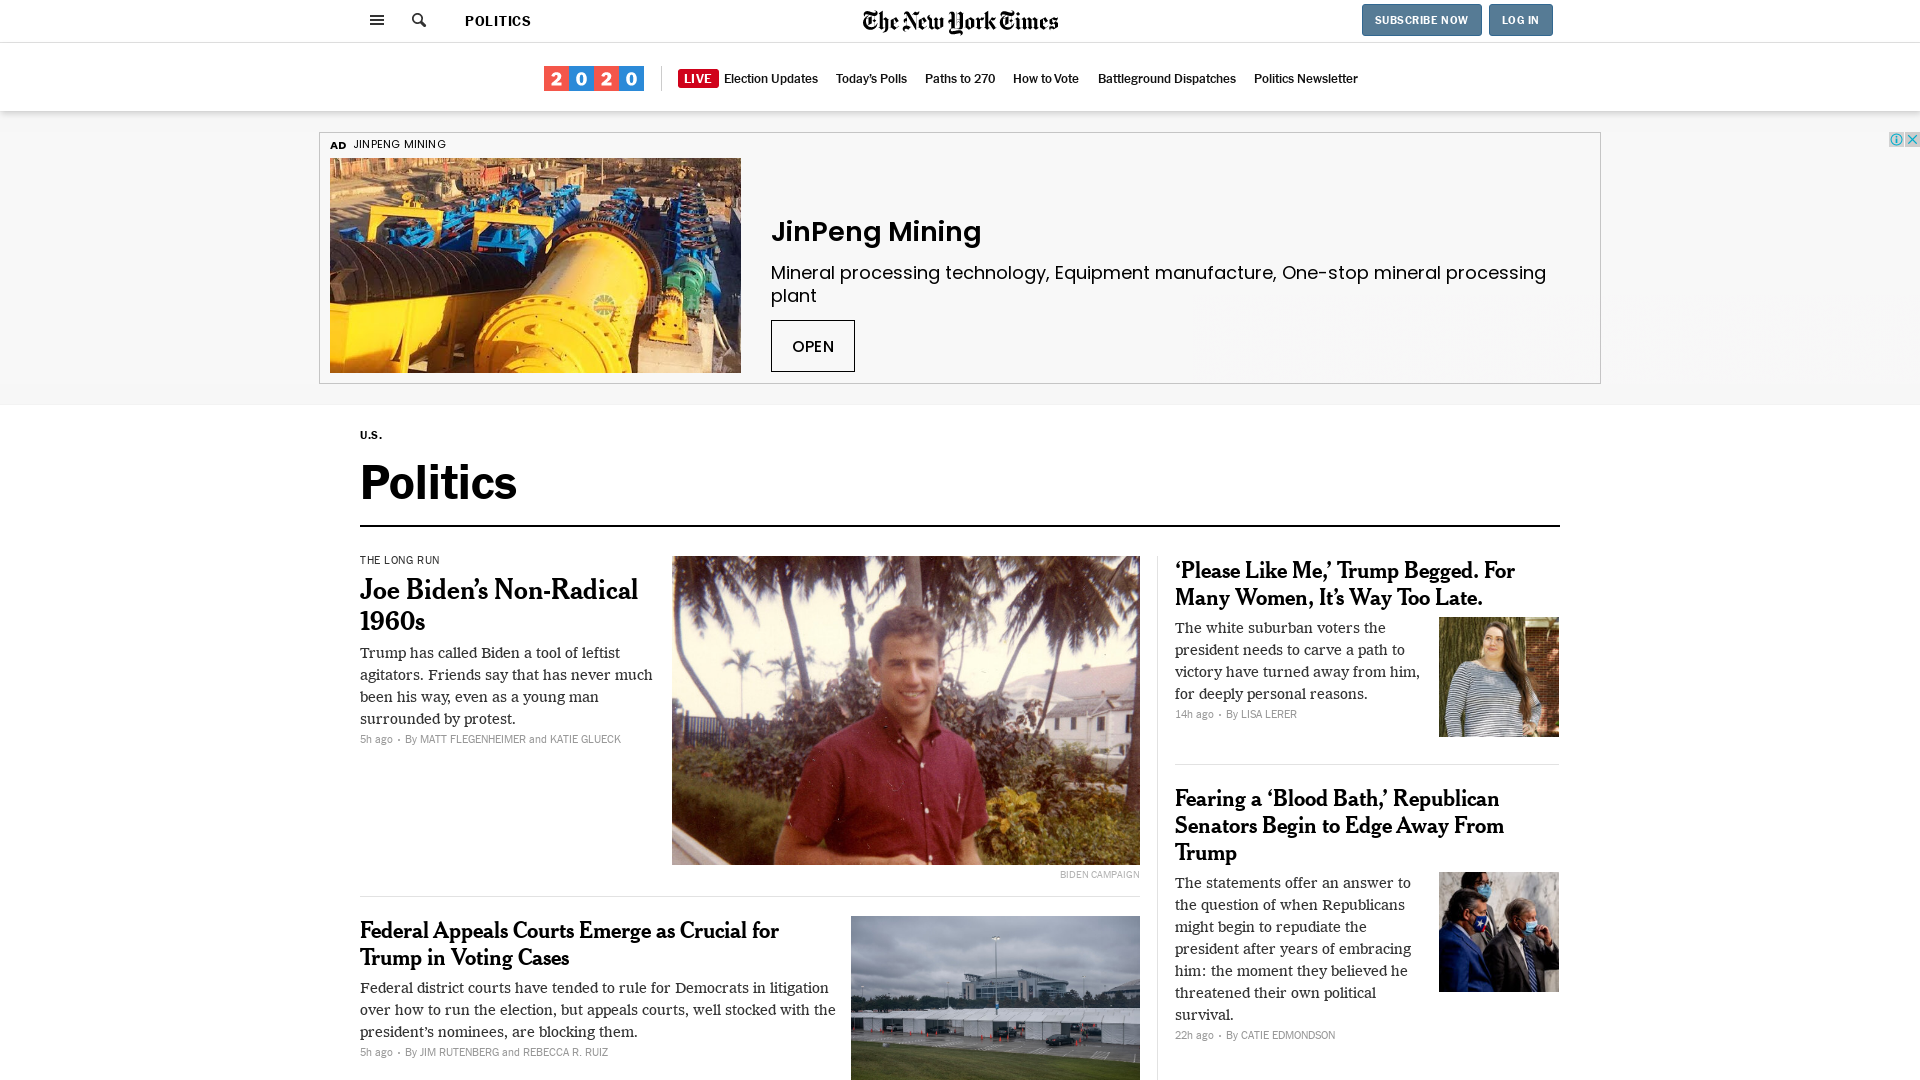 POLITICS
The New York Times
SUBSCRIBE NOW
LOG IN
2020
LIVE Election Updates
Today's Polls
Paths to 270
How to Vote
Battleground Dispatches
Politics Newsletter
AD JINPENG MINING
JinPeng Mining
Mineral processing technology, Equipment manufacture, One-stop mineral processing
plant
OPEN
U.S.
Politics
THE LONG RUN
Joe Biden’s Non-Radical
1960s
Trump has called Biden a tool of leftist
agitators. Friends say that has never much
been his way, even as a young man
surrounded by protest.
5h ago • By MATT FLEGENHEIMER and KATIE GLUECK
BIDEN CAMPAIGN
Federal Appeals Courts Emerge as Crucial for
Trump in Voting Cases
Federal district courts have tended to rule for Democrats in litigation
over how to run the election, but appeals courts, well stocked with the
president’s nominees, are blocking them.
5h ago • By JIM RUTENBERG and REBECCA R. RUIZ
‘Please Like Me,’ Trump Begged. For
Many Women, It’s Way Too Late.
The white suburban voters the
president needs to carve a path to
victory have turned away from him,
for deeply personal reasons.
14h ago • By LISA LERER
Fearing a ‘Blood Bath,’ Republican
Senators Begin to Edge Away From
Trump
The statements offer an answer to
the question of when Republicans
might begin to repudiate the
president after years of embracing
him: the moment they believed he
threatened their own political
survival.
22h ago • By CATIE EDMONDSON